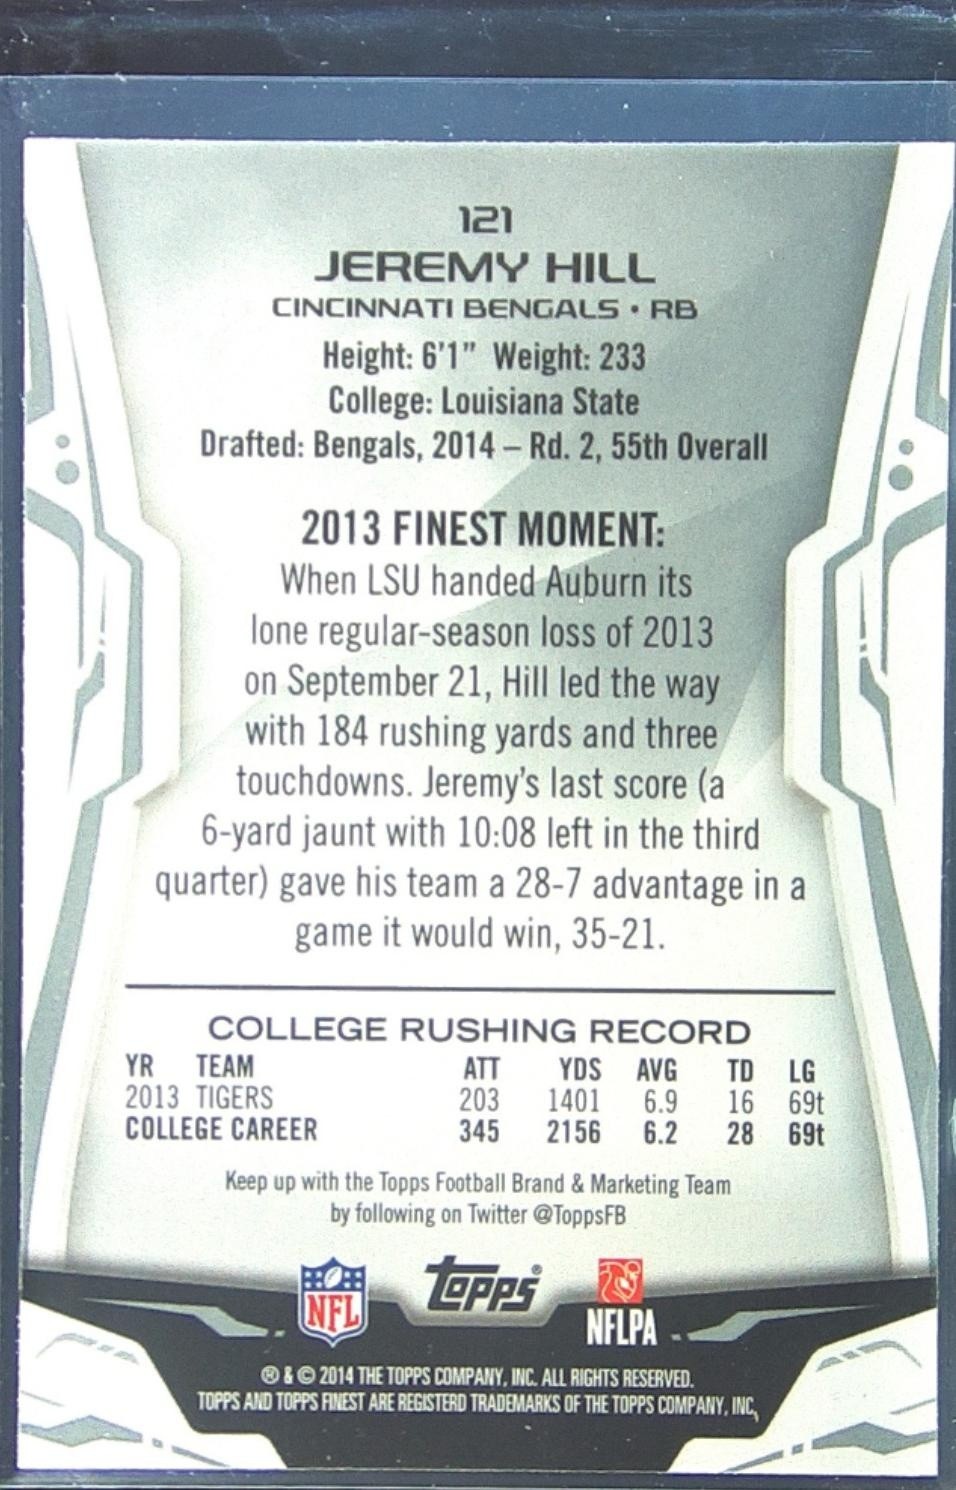 121
JEREMY HILL
CINCINNATI BENGALS • RB
Height: 6'1" Weight: 233
College: Louisiana State
Drafted: Bengals, 2014 – Rd. 2, 55th Overall
2013 FINEST MOMENT:
When LSU handed Auburn its
lone regular-season loss of 2013
on September 21, Hill led the way
with 184 rushing yards and three
touchdowns. Jeremy's last score (a
6-yard jaunt with 10:08 left in the third
quarter) gave his team a 28-7 advantage in a
game it would win, 35-21.
COLLEGE RUSHING RECORD
YR TEAM ATT YDS AVG TD LG
2013 TIGERS 203 1401 6.9 16 69t
COLLEGE CAREER 345 2156 6.2 28 69t
Keep up with the Topps Football Brand & Marketing Team
by following on Twitter @ToppsFB
NFL topps® NFLPA
® & © 2014 THE TOPPS COMPANY, INC. ALL RIGHTS RESERVED.
TOPPS AND TOPPS FINEST ARE REGISTERD TRADEMARKS OF THE TOPPS COMPANY, INC,